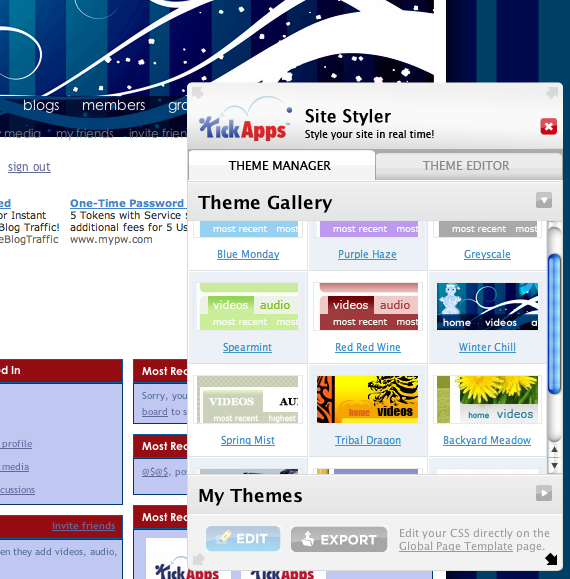 blogs members gro
media my friends invite friend
sign out
ed
or Instant
Blog Traffic!
eBlogTraffic
One-Time Password
5 Tokens with Service s
additional fees for 5 Us
www.mypw.com
KickApps™
Site Styler
Style your site in real time!
THEME MANAGER
THEME EDITOR
Theme Gallery
most recent most
most recent most
most recent most
Blue Monday
Purple Haze
Greyscale
videos audio
most recent most
videos audio
most recent most
home videos a
Spearmint
Red Red Wine
Winter Chill
VIDEOS AU
most recent highest
home videos
home videos
Spring Mist
Tribal Dragon
Backyard Meadow
My Themes
EDIT
EXPORT
Edit your CSS directly on the
Global Page Template page.
ed In
profile
media
cussions
invite friends
en they add videos, audio,
Most Rec
Sorry, you
board to s
Most Rec
@$@$, po
Most Rec
KickApps
KickApps